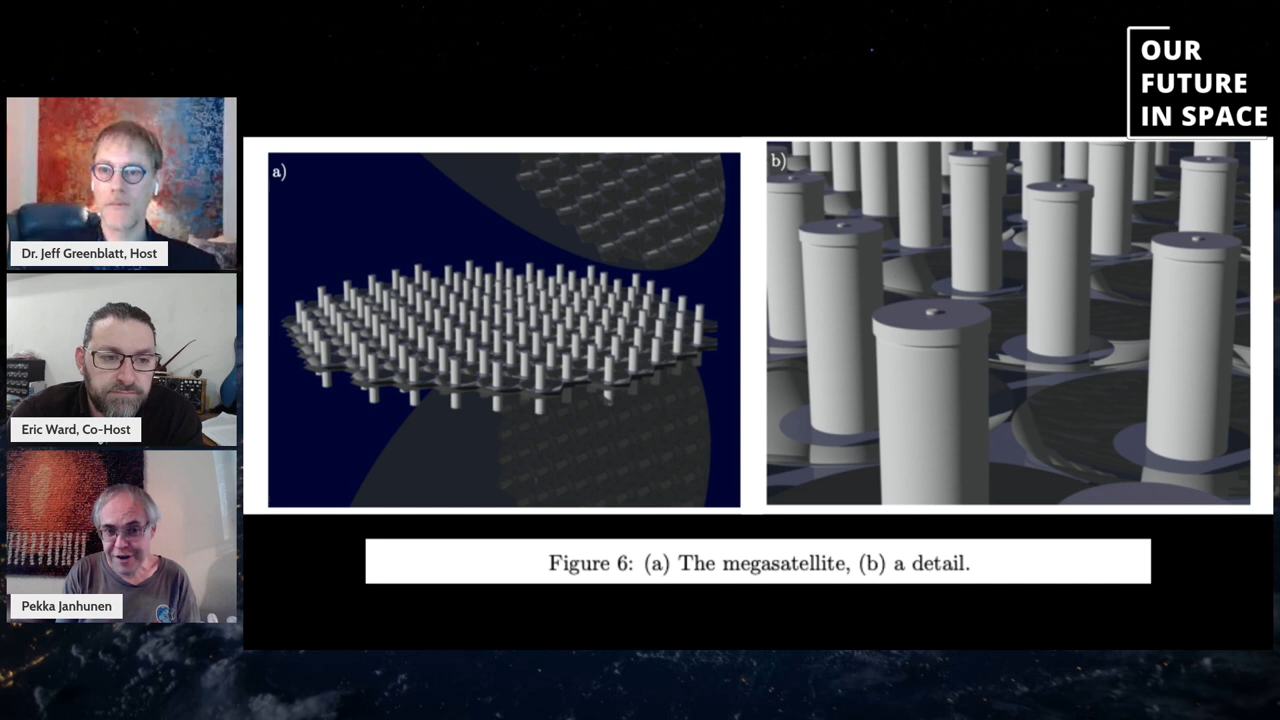 OUR
FUTURE
IN SPACE
Dr. Jeff Greenblatt, Host
Eric Ward, Co-Host
Pekka Janhunen
a)
b)
Figure 6: (a) The megasatellite, (b) a detail.